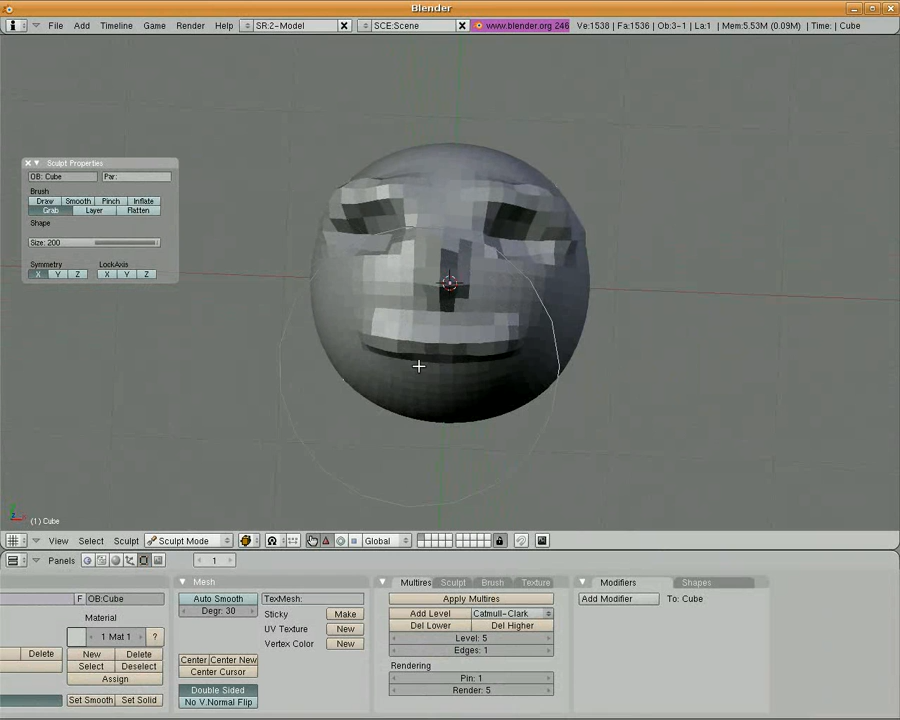 Blender
File Add Timeline Game Render Help SR:2-Model SCE:Scene www.blender.org 246 Ve:1538 | Fa:1536 | Ob:3-1 | La:1 | Mem:5.53M (0.09M) | Time: | Cube
Sculpt Properties
OB: Cube Par:
Brush
Draw Smooth Pinch Inflate
Grab Layer Flatten
Shape
Size: 200
Symmetry LockAxis
X Y Z X Y Z
(1) Cube
View Select Sculpt Sculpt Mode Global
Panels 1
F OB:Cube
Material
1 Mat 1 ?
Delete New Delete
Select Deselect
Assign
Set Smooth Set Solid
Mesh
Auto Smooth TexMesh:
Degr: 30 Sticky Make
UV Texture New
Vertex Color New
Center Center New
Center Cursor
Double Sided
No V.Normal Flip
Multires Sculpt Brush Texture
Apply Multires
Add Level Catmull-Clark
Del Lower Del Higher
Level: 5
Edges: 1
Rendering
Pin: 1
Render: 5
Modifiers Shapes
Add Modifier To: Cube